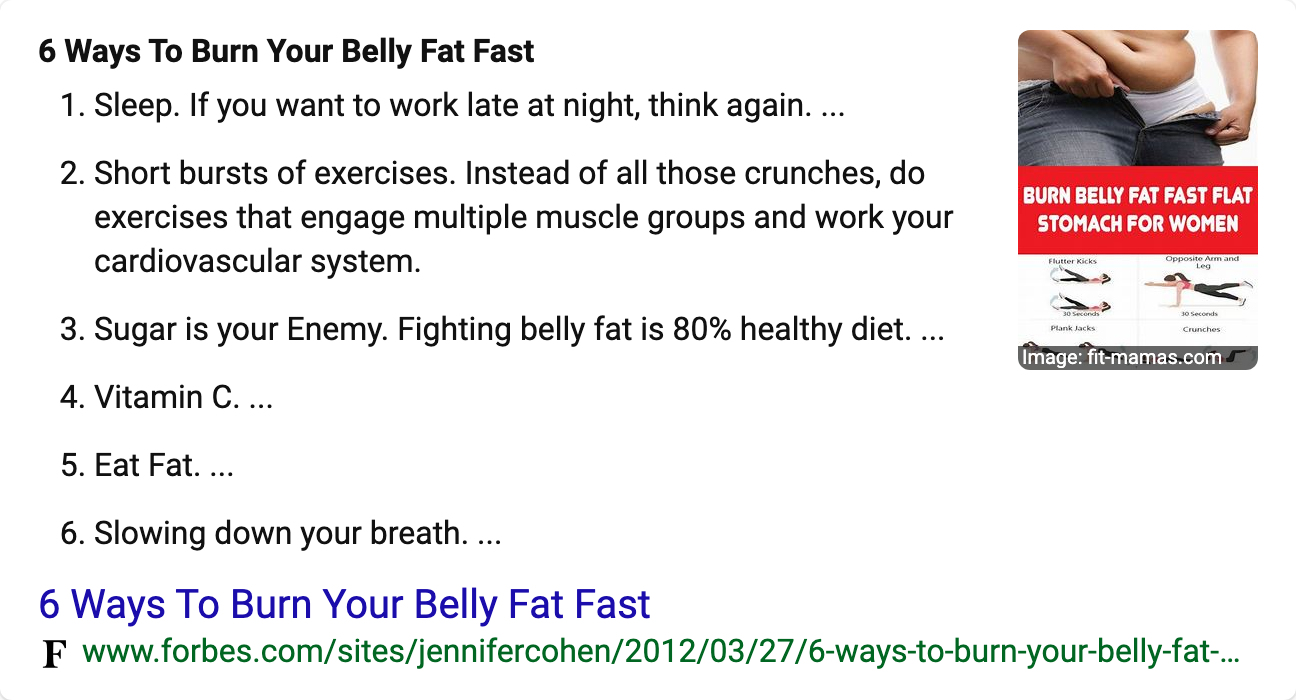 6 Ways To Burn Your Belly Fat Fast
1. Sleep. If you want to work late at night, think again. ...
2. Short bursts of exercises. Instead of all those crunches, do
exercises that engage multiple muscle groups and work your
cardiovascular system.
3. Sugar is your Enemy. Fighting belly fat is 80% healthy diet. ...
4. Vitamin C. ...
5. Eat Fat. ...
6. Slowing down your breath. ...
6 Ways To Burn Your Belly Fat Fast
F www.forbes.com/sites/jennifercohen/2012/03/27/6-ways-to-burn-your-belly-fat-...
BURN BELLY FAT FAST FLAT
STOMACH FOR WOMEN
Flutter Kicks
Opposite Arm and
Leg
30 Seconds
30 Seconds
Plank Jacks
Crunches
Image: fit-mamas.com